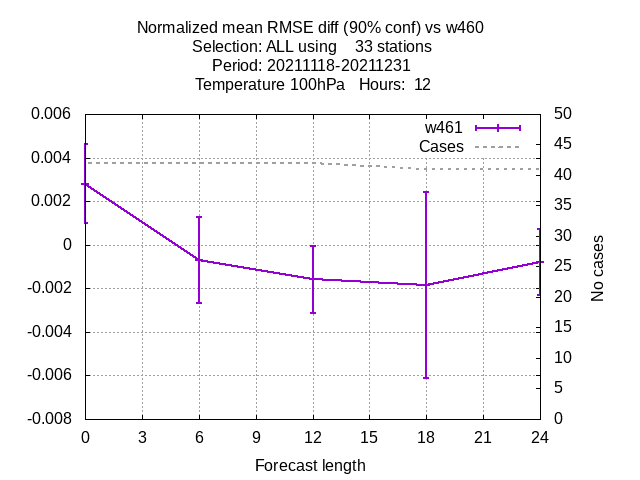 Normalized mean RMSE diff (90% conf) vs w460
Selection: ALL using    33 stations
Period: 20211118-20211231
Temperature 100hPa   Hours:  12
w461
Cases
0.006
0.004
0.002
0
-0.002
-0.004
-0.006
-0.008
50
45
40
35
30
25
20
15
10
5
0
No cases
0 3 6 9 12 15 18 21 24
Forecast length